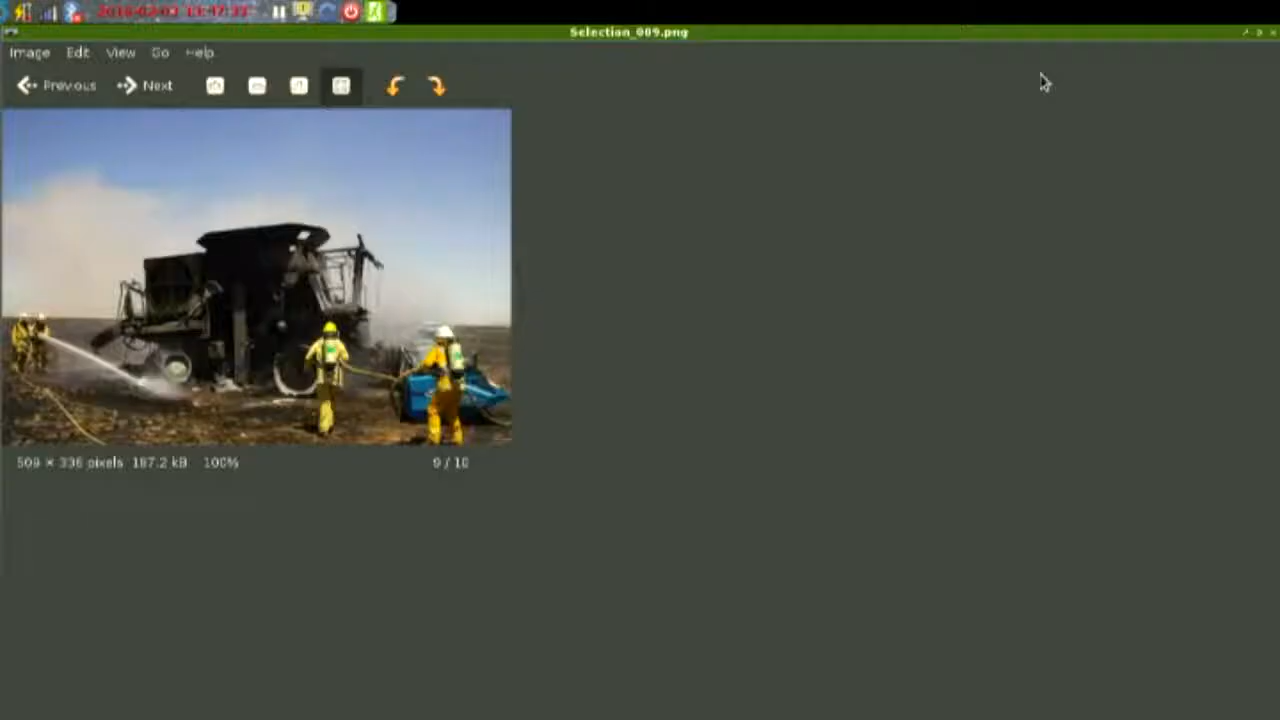 Selection_009.png
Image Edit View Go Help
Previous Next
509 × 336 pixels 187.2 kB 100% 9 / 10